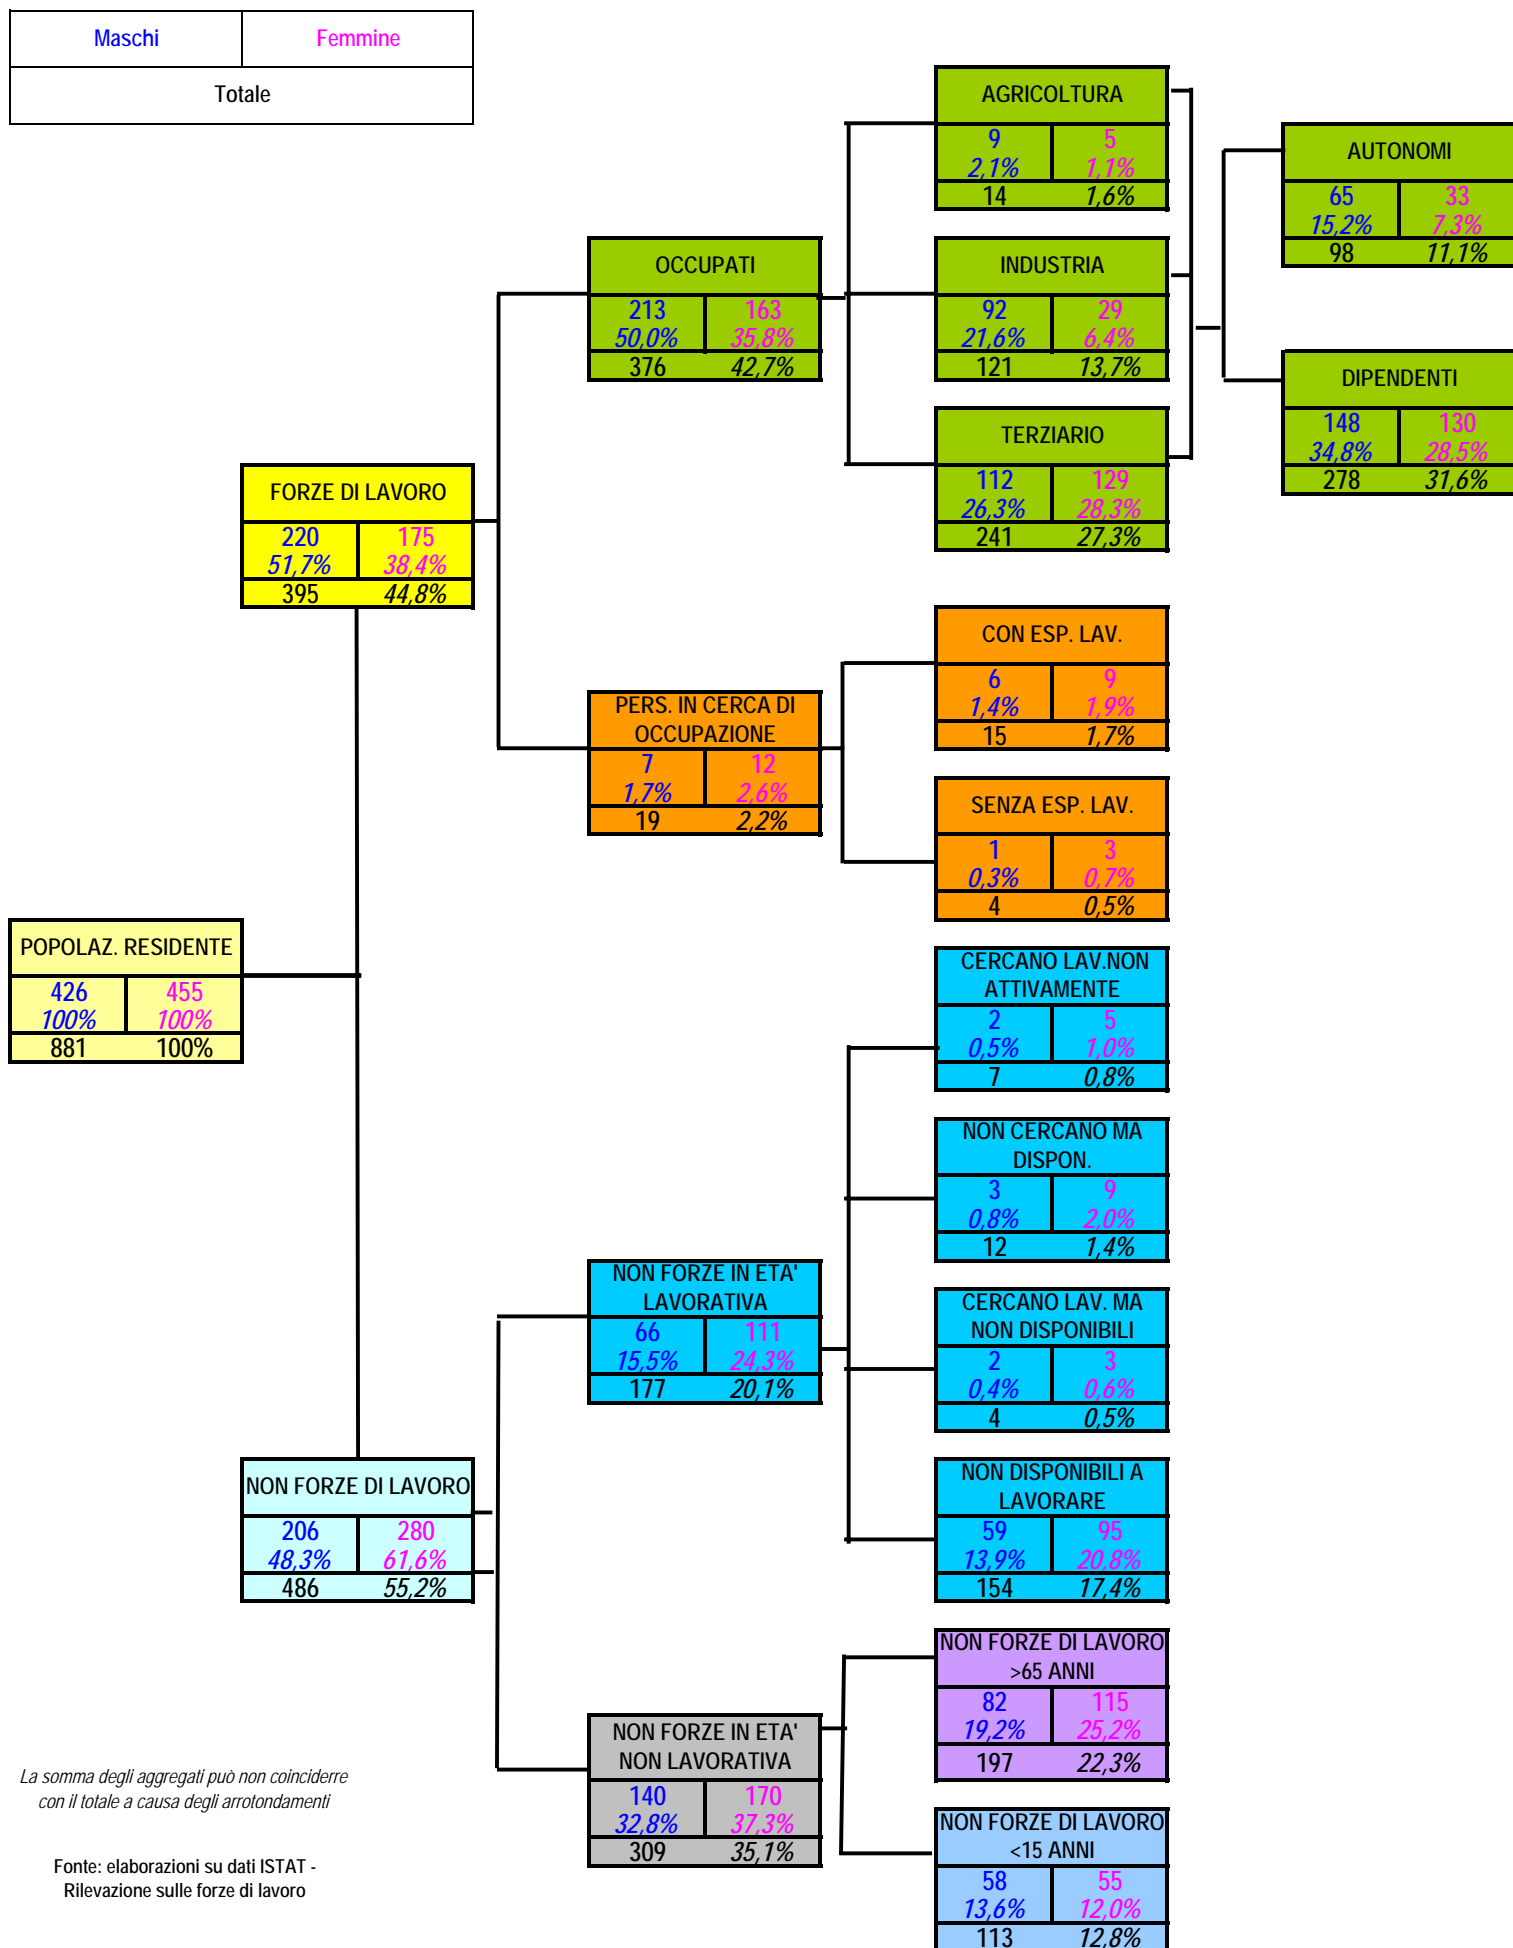 Maschi Femmine
Totale
AGRICOLTURA
9 5
2,1% 1,1%
14 1,6%
AUTONOMI
65 33
15,2% 7,3%
98 11,1%
OCCUPATI
213 163
50,0% 35,8%
376 42,7%
INDUSTRIA
92 29
21,6% 6,4%
121 13,7%
DIPENDENTI
148 130
34,8% 28,5%
278 31,6%
TERZIARIO
112 129
26,3% 28,3%
241 27,3%
FORZE DI LAVORO
220 175
51,7% 38,4%
395 44,8%
CON ESP. LAV.
6 9
1,4% 1,9%
15 1,7%
PERS. IN CERCA DI
OCCUPAZIONE
7 12
1,7% 2,6%
19 2,2%
SENZA ESP. LAV.
1 3
0,3% 0,7%
4 0,5%
POPOLAZ. RESIDENTE
426 455
100% 100%
881 100%
CERCANO LAV.NON
ATTIVAMENTE
2 5
0,5% 1,0%
7 0,8%
NON CERCANO MA
DISPON.
3 9
0,8% 2,0%
12 1,4%
NON FORZE IN ETA'
LAVORATIVA
66 111
15,5% 24,3%
177 20,1%
CERCANO LAV. MA
NON DISPONIBILI
2 3
0,4% 0,6%
4 0,5%
NON FORZE DI LAVORO
206 280
48,3% 61,6%
486 55,2%
NON DISPONIBILI A
LAVORARE
59 95
13,9% 20,8%
154 17,4%
NON FORZE DI LAVORO
>65 ANNI
82 115
19,2% 25,2%
197 22,3%
NON FORZE IN ETA'
NON LAVORATIVA
140 170
32,8% 37,3%
309 35,1%
NON FORZE DI LAVORO
<15 ANNI
58 55
13,6% 12,0%
113 12,8%
La somma degli aggregati può non coinciderre
con il totale a causa degli arrotondamenti
Fonte: elaborazioni su dati ISTAT -
Rilevazione sulle forze di lavoro